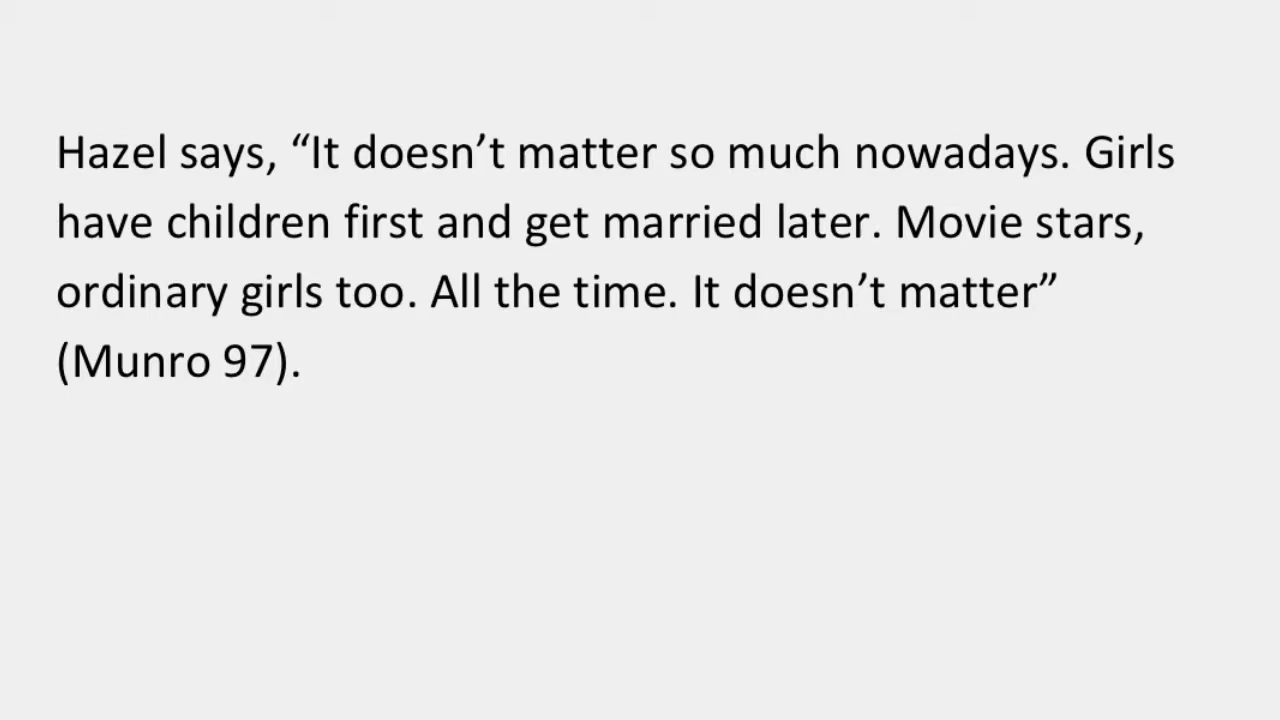 Hazel says, “It doesn’t matter so much nowadays. Girls
have children first and get married later. Movie stars,
ordinary girls too. All the time. It doesn’t matter”
(Munro 97).